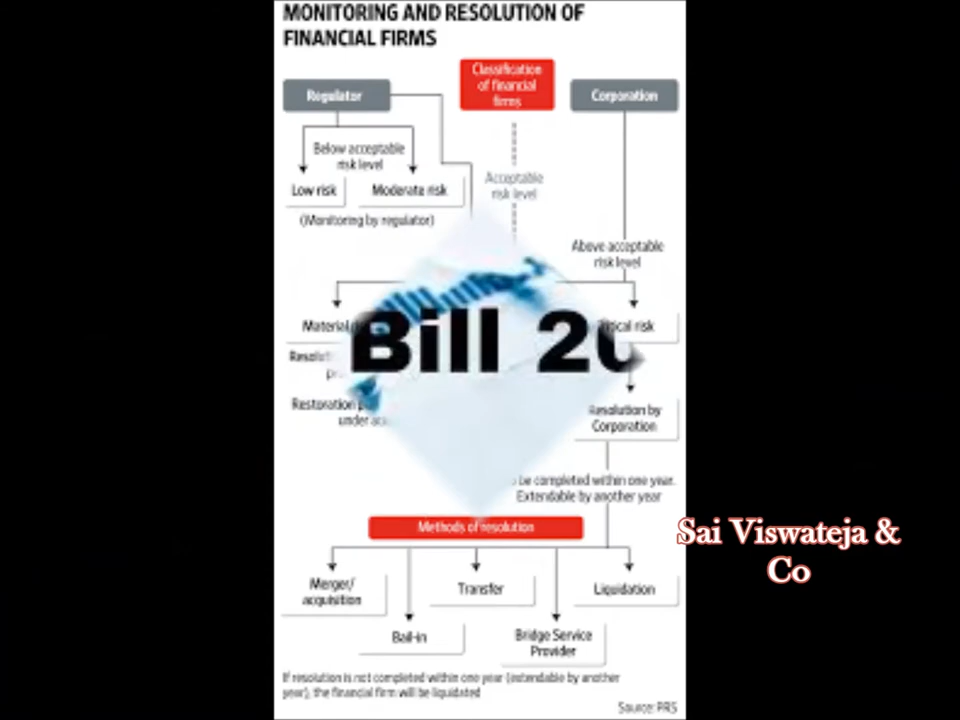 MONITORING AND RESOLUTION OF
FINANCIAL FIRMS
Classification
of financial
firms
Regulator
Corporation
Below acceptable
risk level
Acceptable
risk level
Low risk
Moderate risk
(Monitoring by regulator)
Above acceptable
risk level
Material
Bill 20
risk
Restoration
under
Resolution by
Corporation
be completed within one year.
Extendable by another year
Methods of resolution
Sai Viswateja &
Co
Merger/
acquisition
Transfer
Liquidation
Bail-in
Bridge Service
Provider
If resolution is not completed within one year (extendable by another
year), the financial firm will be liquidated
Source: PRS